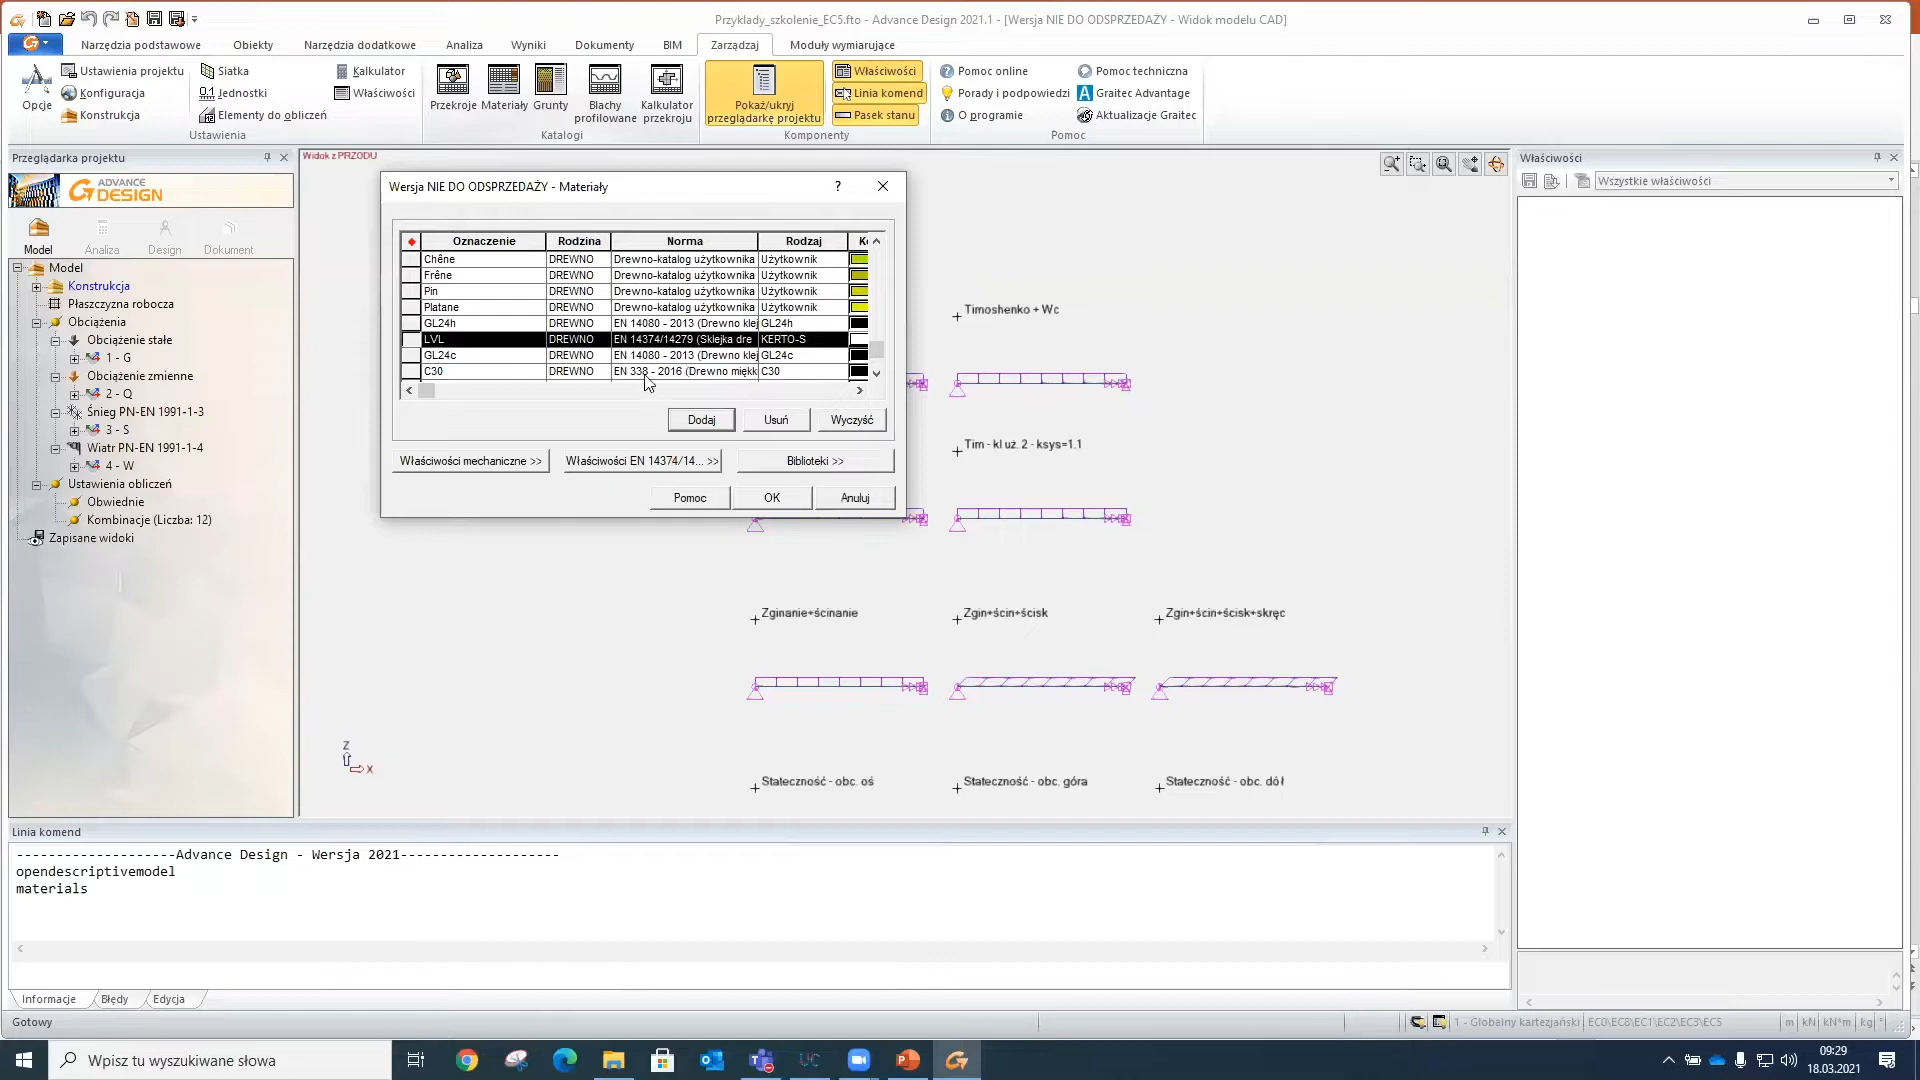 Przyklady_szkolenie_EC5.fto - Advance Design 2021.1 - [Wersja NIE DO ODSPRZEDAŻY - Widok modelu CAD]
Narzędzia podstawowe Obiekty Narzędzia dodatkowe Analiza Wyniki Dokumenty BIM Zarządzaj Moduły wymiarujące
Opcje
Ustawienia projektu
Konfiguracja
Konstrukcja
Siatka
Jednostki
Elementy do obliczeń
Kalkulator
Właściwości
Ustawienia
Przekroje
Materiały
Grunty
Blachy
profilowane
Kalkulator
przekroju
Katalogi
Pokaż/ukryj
przeglądarkę projektu
Właściwości
Linia komend
Pasek stanu
Komponenty
Pomoc online
Porady i podpowiedzi
O programie
Pomoc techniczna
Graitec Advantage
Aktualizacje Graitec
Pomoc
Przeglądarka projektu
ADVANCE
DESIGN
Model Analiza Design Dokument
Model
Konstrukcja
Płaszczyzna robocza
Obciążenia
Obciążenie stałe
1 - G
Obciążenie zmienne
2 - Q
Śnieg PN-EN 1991-1-3
3 - S
Wiatr PN-EN 1991-1-4
4 - W
Ustawienia obliczeń
Obwiednie
Kombinacje (Liczba: 12)
Zapisane widoki
Widok z PRZODU
Wersja NIE DO ODSPRZEDAŻY - Materiały
Oznaczenie Rodzina Norma Rodzaj
Chêne DREWNO Drewno-katalog użytkownika Użytkownik
Frêne DREWNO Drewno-katalog użytkownika Użytkownik
Pin DREWNO Drewno-katalog użytkownika Użytkownik
Platane DREWNO Drewno-katalog użytkownika Użytkownik
GL24h DREWNO EN 14080 - 2013 (Drewno klej GL24h
LVL DREWNO EN 14374/14279 (Sklejka dre KERTO-S
GL24c DREWNO EN 14080 - 2013 (Drewno klej GL24c
C30 DREWNO EN 338 - 2016 (Drewno miękk C30
Dodaj Usuń Wyczyść
Właściwości mechaniczne >> Właściwości EN 14374/14... >> Biblioteki >>
Pomoc OK Anuluj
Timoshenko + Wc
Tim - kl uż. 2 - ksys=1.1
Zginanie+ścinanie Zgin+ścin+ścisk Zgin+ścin+ścisk+skręc
Z
X
Stateczność - obc. oś Stateczność - obc. góra Stateczność - obc. dół
Właściwości
Wszystkie właściwości
Linia komend
--------------------Advance Design - Wersja 2021--------------------
opendescriptivemodel
materials
Informacje Błędy Edycja
Gotowy
1 - Globalny kartezjański EC0\EC8\EC1\EC2\EC3\EC5 m kN kN*m kg °
Wpisz tu wyszukiwane słowa
09:29
18.03.2021